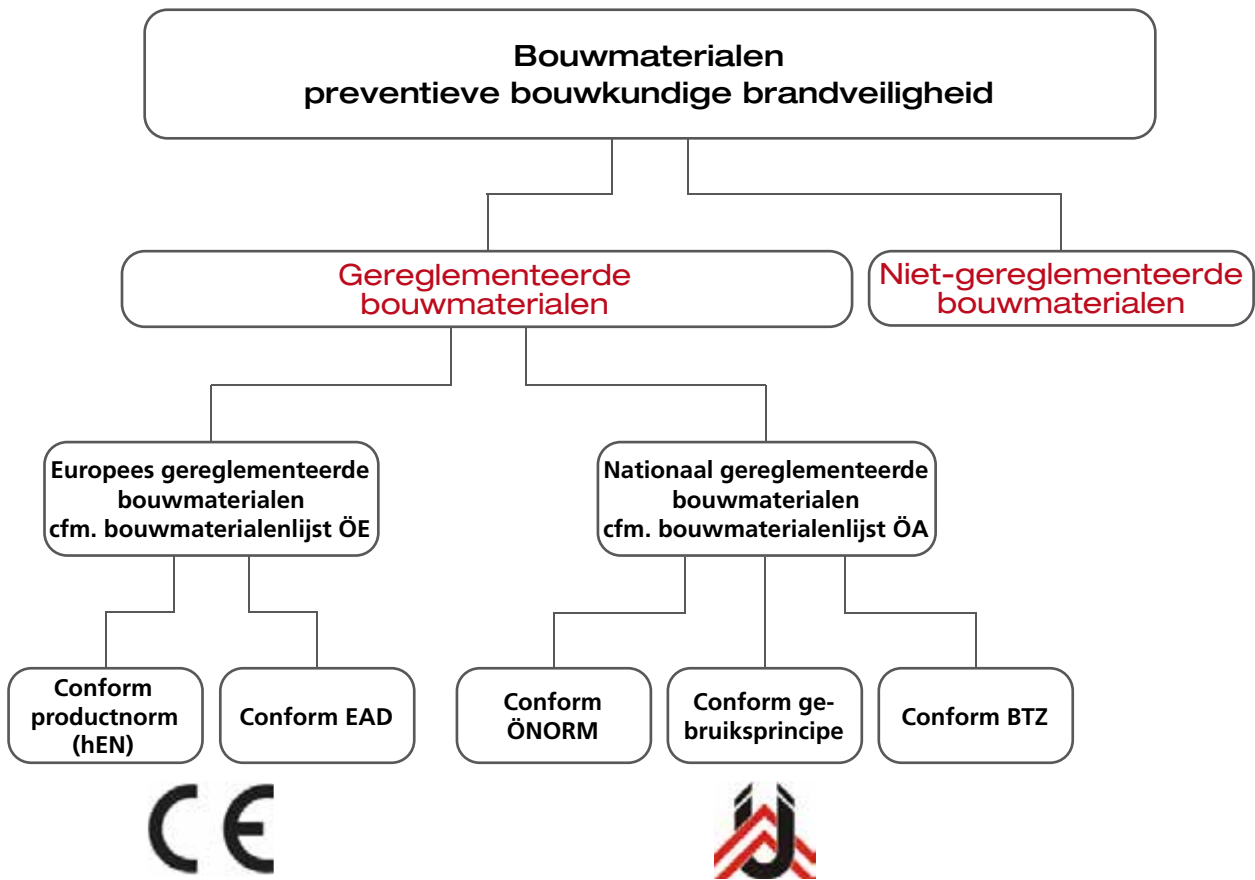 Bouwmaterialen
preventieve bouwkundige brandveiligheid
Gereglementeerde
bouwmaterialen
Niet-gereglementeerde
bouwmaterialen
Europees gereglementeerde
bouwmaterialen
cfm. bouwmaterialenlijst ÖE
Nationaal gereglementeerde
bouwmaterialen
cfm. bouwmaterialenlijst ÖA
Conform
productnorm
(hEN)
Conform EAD
Conform
ÖNORM
Conform ge-
bruiksprincipe
Conform BTZ
CE